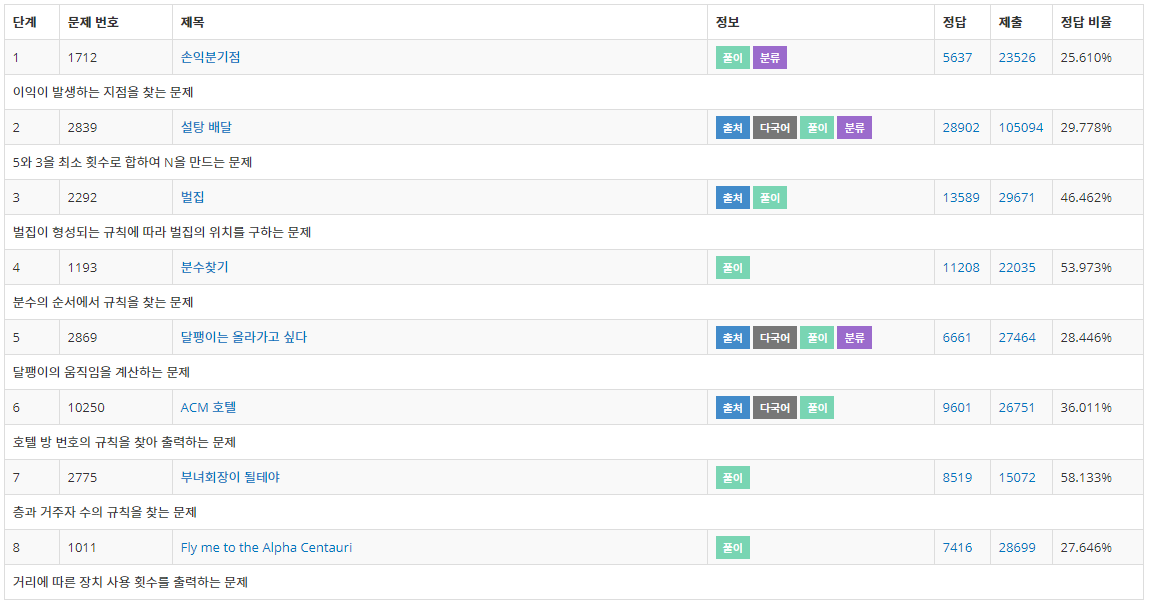 단계 문제 번호 제목 정보 정답 제출 정답 비율
1 1712 손익분기점 풀이 분류 5637 23526 25.610%
이익이 발생하는 지점을 찾는 문제
2 2839 설탕 배달 출처 다국어 풀이 분류 28902 105094 29.778%
5와 3을 최소 횟수로 합하여 N을 만드는 문제
3 2292 벌집 출처 풀이 13589 29671 46.462%
벌집이 형성되는 규칙에 따라 벌집의 위치를 구하는 문제
4 1193 분수찾기 풀이 11208 22035 53.973%
분수의 순서에서 규칙을 찾는 문제
5 2869 달팽이는 올라가고 싶다 출처 다국어 풀이 분류 6661 27464 28.446%
달팽이의 움직임을 계산하는 문제
6 10250 ACM 호텔 출처 다국어 풀이 9601 26751 36.011%
호텔 방 번호의 규칙을 찾아 출력하는 문제
7 2775 부녀회장이 될테야 풀이 8519 15072 58.133%
층과 거주자 수의 규칙을 찾는 문제
8 1011 Fly me to the Alpha Centauri 풀이 7416 28699 27.646%
거리에 따른 장치 사용 횟수를 출력하는 문제